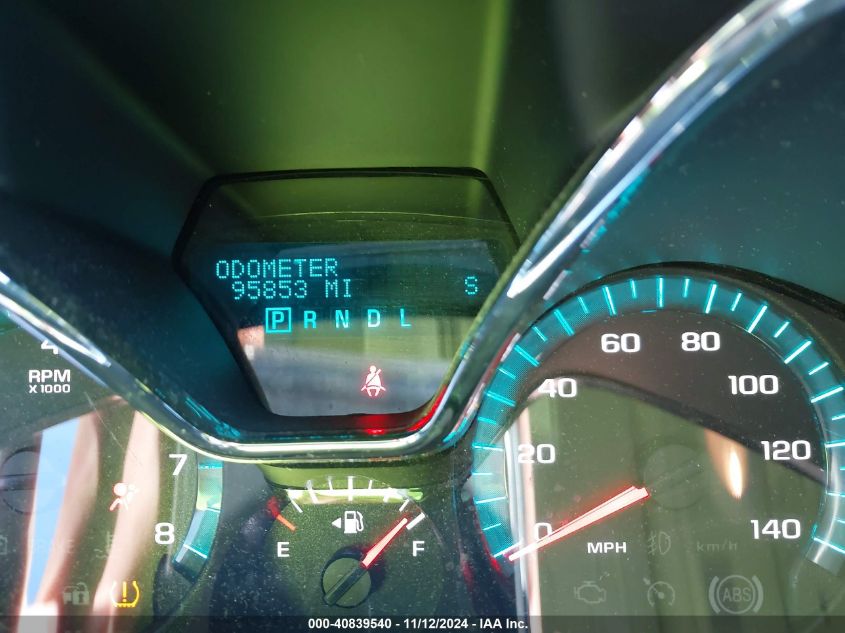 ODOMETER
95853 MI S
P R N D L
4
RPM
X 1000
7
8
E F
0
20
40
60
80
100
120
140
MPH
km/h
ABS
000-40839540 - 11/12/2024 - IAA Inc.